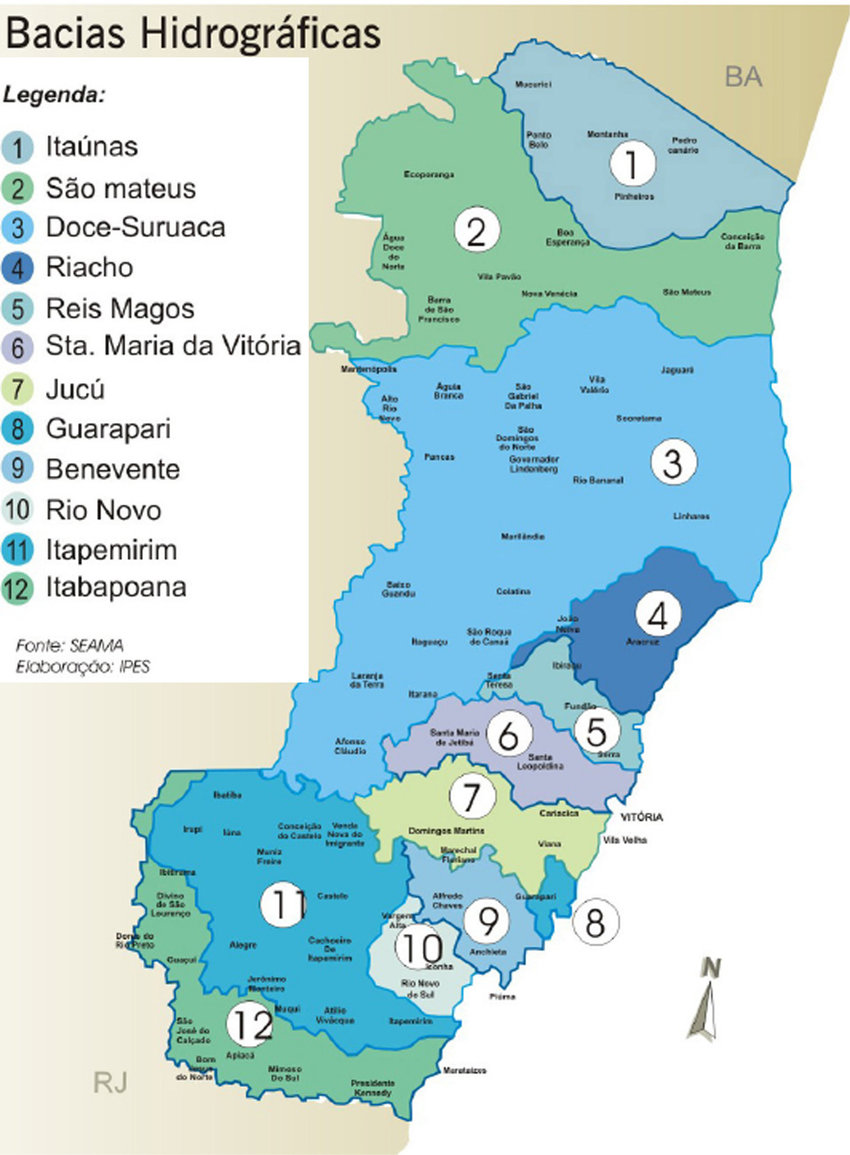 Bacias Hidrográficas
Legenda:
1 Itaúnas
2 São mateus
3 Doce-Suruaca
4 Riacho
5 Reis Magos
6 Sta. Maria da Vitória
7 Jucú
8 Guarapari
9 Benevente
10 Rio Novo
11 Itapemirim
12 Itabapoana
Fonte: SEAMA
Elaboração: IPES
BA
Mucurici
Ponto
Belo
Montanha
Pedro
canário
1
Pinheiros
Ecoporanga
2
Água
Doce
do
Norte
Boa
Esperança
Conceição
da Barra
Vila Pavão
Nova Venécia
São Mateus
Barra
de São
Francisco
Mantenópolis
Alto
Rio
Novo
Águia
Branca
São
Gabriel
Da Palha
Vila
Valério
Jaguaré
Sooretama
São
Domingos
do Norte
Governador
Lindenberg
Pancas
3
Rio Bananal
Linhares
Marilândia
Baixo
Guandu
Colatina
João
Neiva
4
Aracruz
Itaguaçu
São Roque
de Canaã
Ibiraçu
Laranja
da Terra
Santa
Teresa
Itarana
Fundão
5
Serra
Afonso
Cláudio
Santa Maria
de Jetibá
6
Santa
Leopoldina
7
Cariacica
VITÓRIA
Vila Velha
Domingos Martins
Viana
Marechal
Floriano
Ibatiba
Irupi
Iúna
Conceição
do Castelo
Venda
Nova do
Imigrante
Muniz
Freire
Ibitirama
Divino
de São
Lourenço
11
Castelo
Alfredo
Chaves
Guarapari
8
Vargem
Alta
9
Anchieta
10
Iconha
Rio Novo
do Sul
Piúma
Dores do
Rio Preto
Guaçuí
Alegre
Cachoeiro
De
Itapemirim
Jerônimo
Monteiro
Muqui
Atílio
Vivácqua
Itapemirim
12
São
José do
Calçado
Apiacá
Bom
Jesus
do Norte
Mimoso
Do Sul
Presidente
Kennedy
Marataízes
RJ
N